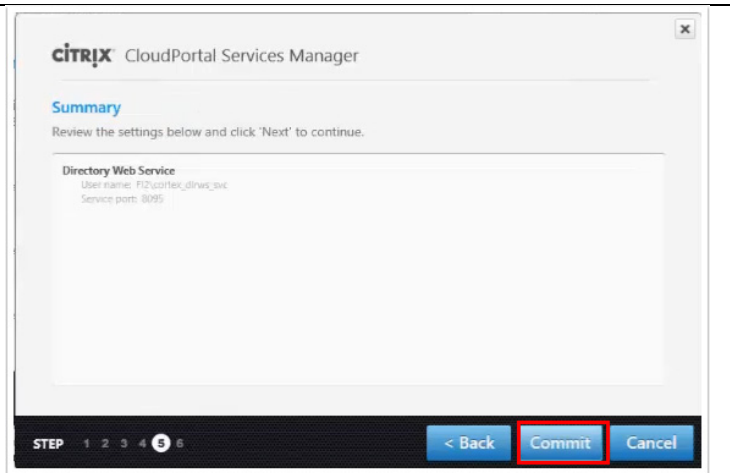 CITRIX CloudPortal Services Manager
Summary
Review the settings below and click 'Next' to continue.
Directory Web Service
User name: FI2\cortex_dirws_svc
Service port: 8095
STEP 1 2 3 4 5 6
< Back Commit Cancel